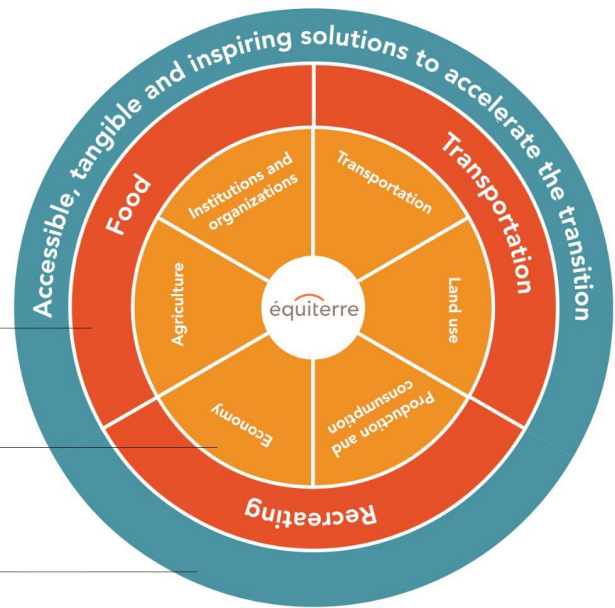 Accessible, tangible and inspiring solutions to accelerate the transition
Food
Transportation
Recreating
Institutions and
organizations
Transportation
Agriculture
Land use
Economy
Production and
consumption
équiterre